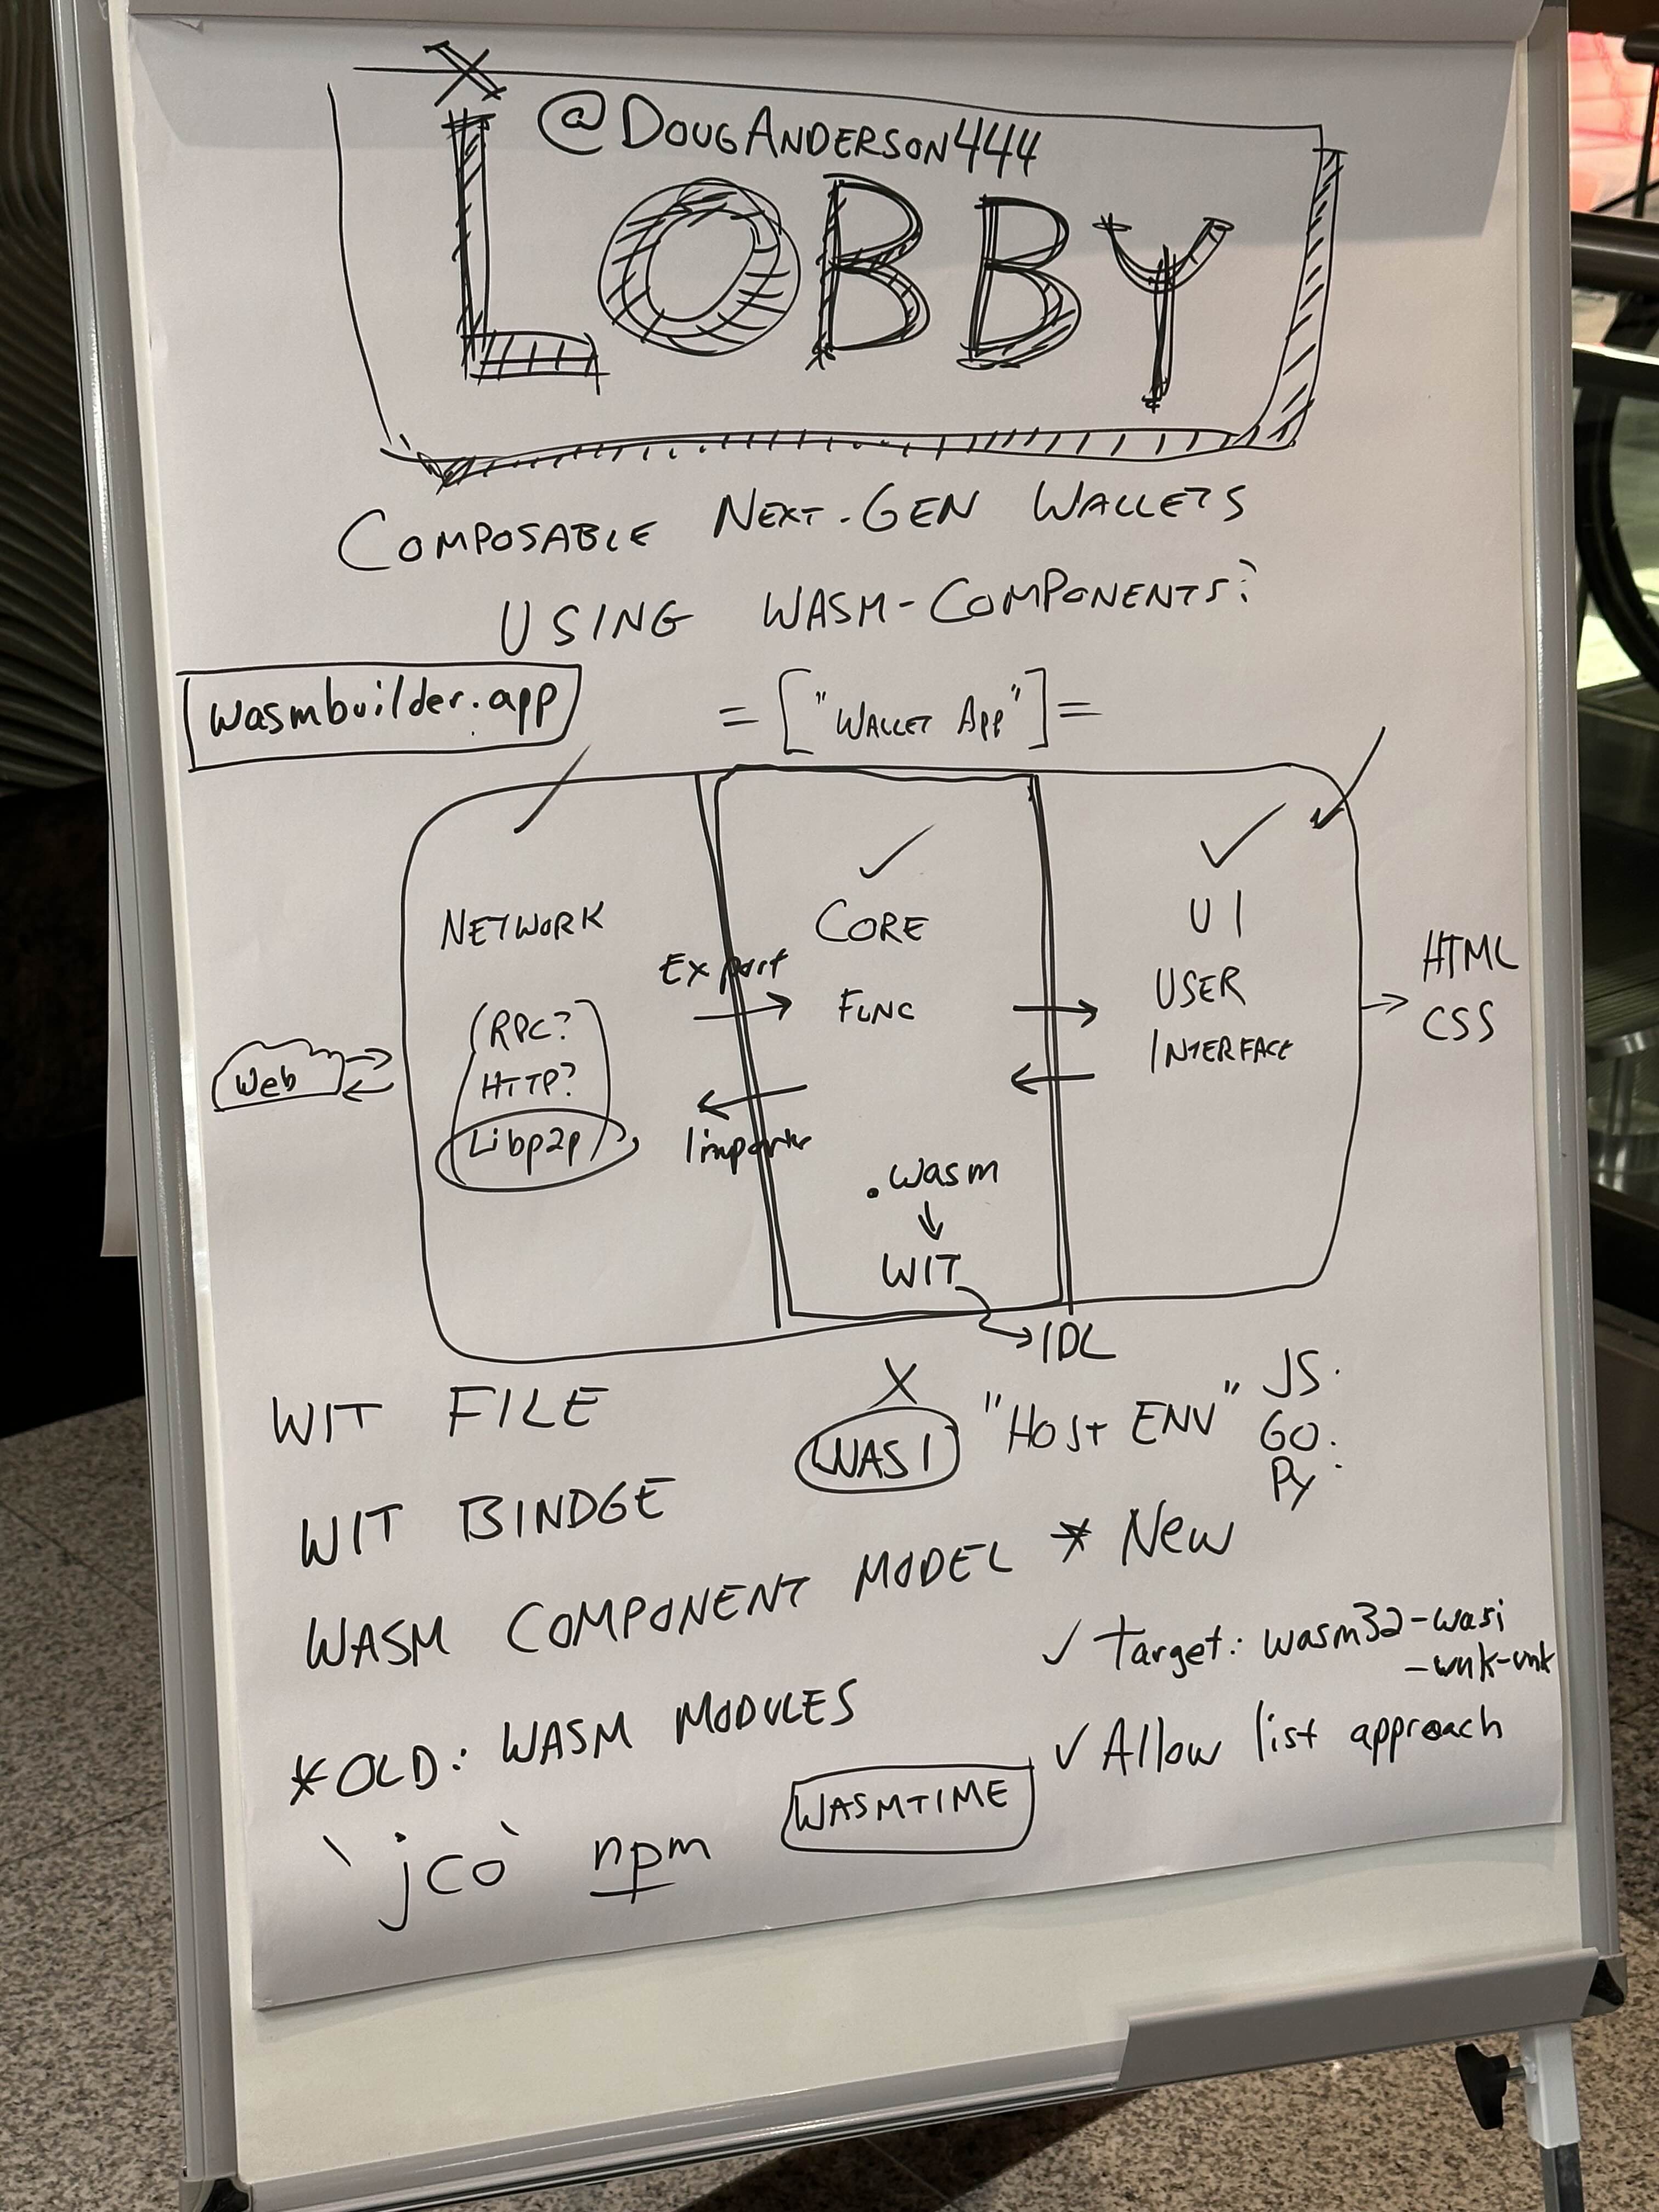 X @DOUGANDERSON444
LOBBY
COMPOSABLE NEXT-GEN WALLETS
USING WASM-COMPONENTS?
wasmbuilder.app
= ["WALLET APP"] =
NETWORK
(RPC?
HTTP?
Libp2p)
Web
Export
Import
CORE
FUNC
.wasm
WIT
IDL
UI
USER
INTERFACE
HTML
CSS
WIT FILE
X
WASI
"HOST ENV"
JS.
GO.
Py.
WIT BINDGE
WASM COMPONENT MODEL * New
✓ Target: wasm32-wasi
-unk-unk
* OLD: WASM MODULES
✓ Allow list approach
`jco` npm
WASMTIME